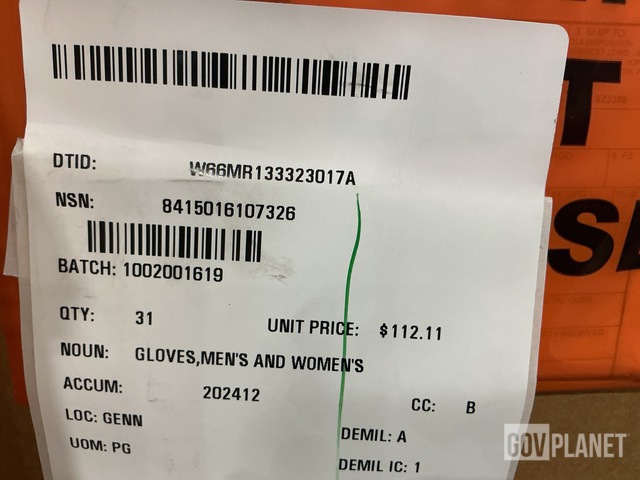 DTID: W66MR133323017A
NSN: 8415016107326
BATCH: 1002001619
QTY: 31 UNIT PRICE: $112.11
NOUN: GLOVES,MEN'S AND WOMEN'S
ACCUM: 202412
CC: B
LOC: GENN
DEMIL: A
UOM: PG
DEMIL IC: 1
T
SE
GOVPLANET